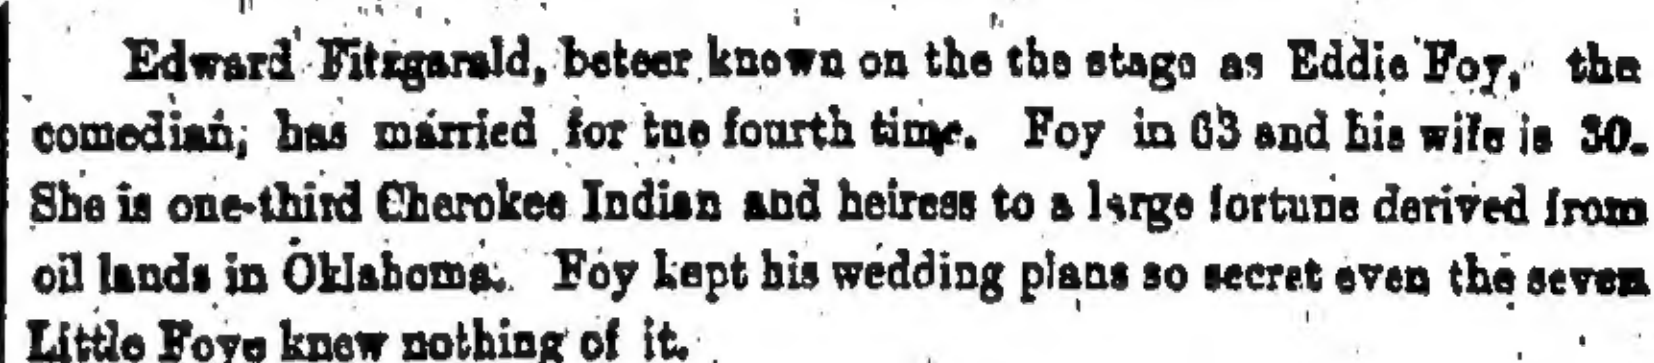 Edward Fitzgarald, beteer known on the the stage as Eddie Foy, the
comedian, has married for tne fourth time. Foy in 63 and his wife is 30.
She is one-third Cherokee Indian and heiress to a large fortune derived from
oil lands in Oklahoma. Foy kept his wedding plans so secret even the seven
Little Foys knew nothing of it.